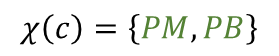 χ(c) = {PM, PB}